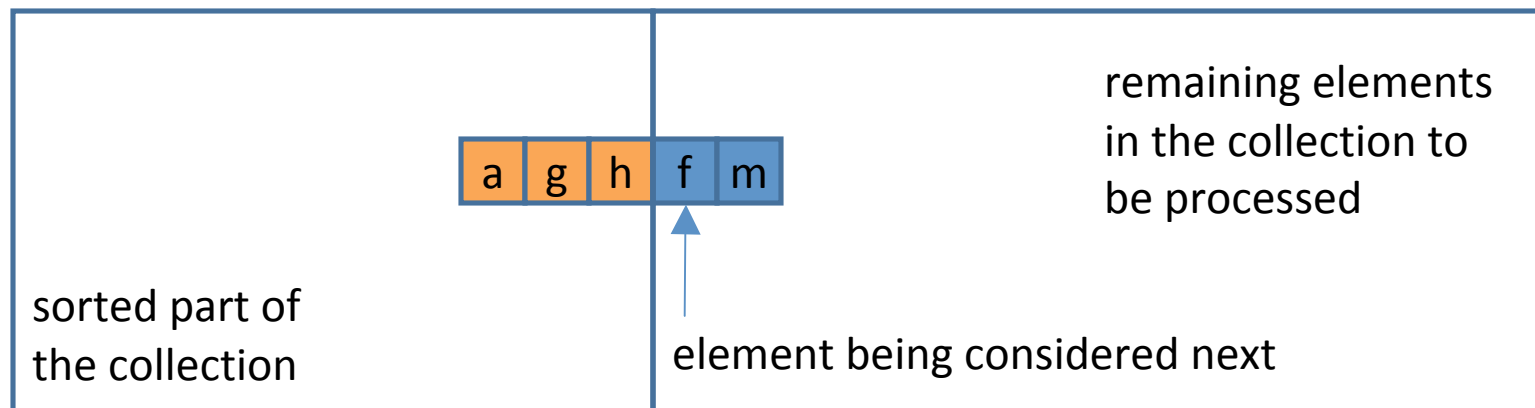 remaining elements
in the collection to
be processed
a g h f m
sorted part of
the collection
element being considered next